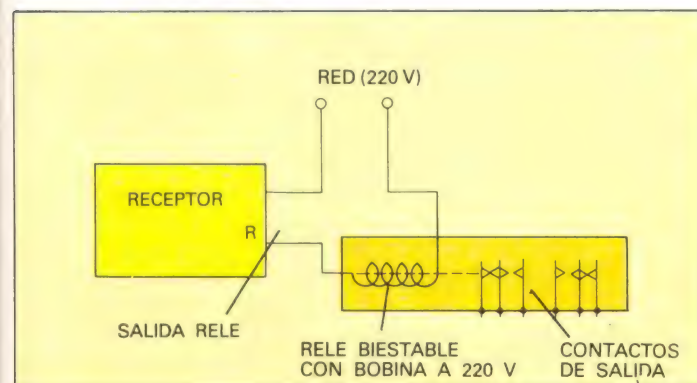 RED (220 V)
RECEPTOR
R
SALIDA RELE
RELE BIESTABLE
CON BOBINA A 220 V
CONTACTOS
DE SALIDA